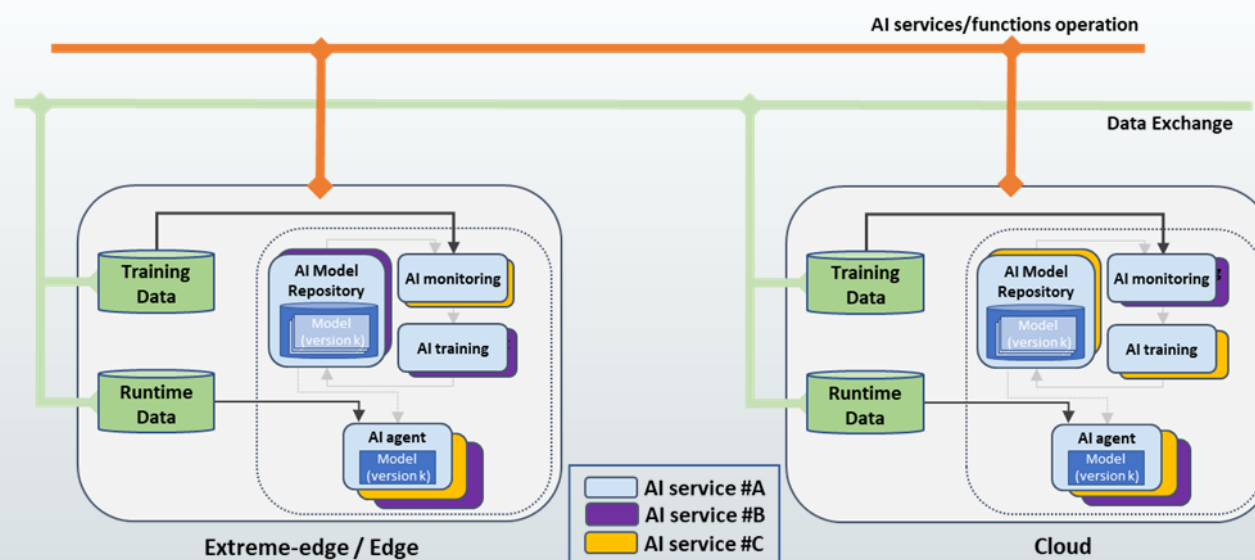 AI services/functions operation
Data Exchange
Training
Data
AI Model
Repository
Model
(version k)
AI monitoring
AI training
Runtime
Data
AI agent
Model
(version k)
Extreme-edge / Edge
Training
Data
AI Model
Repository
Model
(version k)
AI monitoring
AI training
Runtime
Data
AI agent
Model
(version k)
Cloud
AI service #A
AI service #B
AI service #C